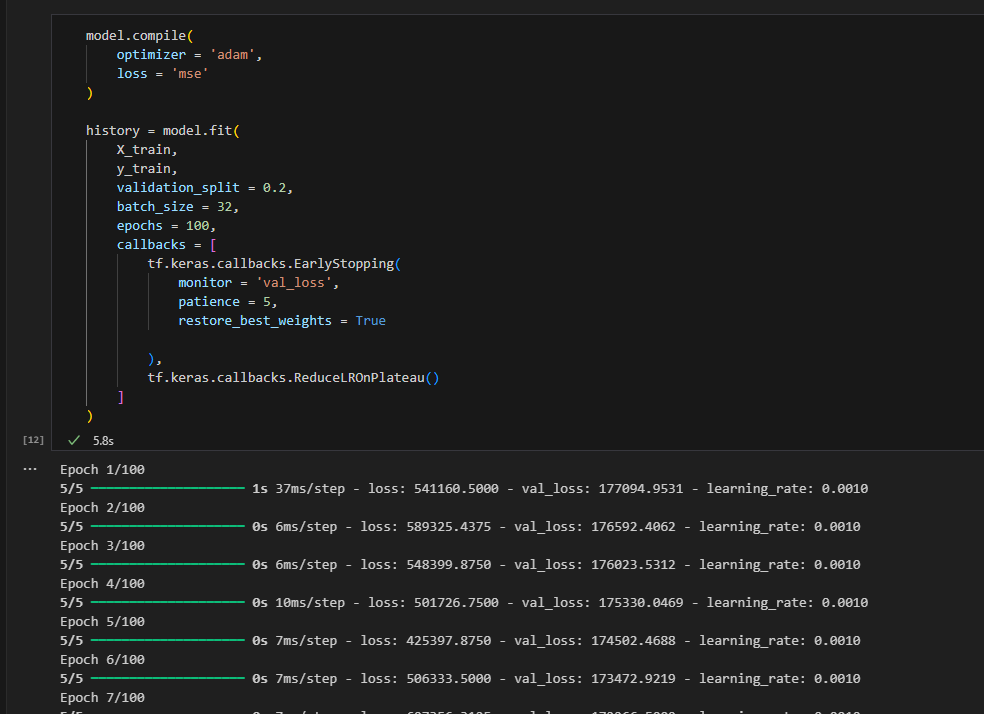 model.compile(
    optimizer = 'adam',
    loss = 'mse'
)
history = model.fit(
    X_train,
    y_train,
    validation_split = 0.2,
    batch_size = 32,
    epochs = 100,
    callbacks = [
        tf.keras.callbacks.EarlyStopping(
            monitor = 'val_loss',
            patience = 5,
            restore_best_weights = True
        ),
        tf.keras.callbacks.ReduceLROnPlateau()
    ]
)
[12] ✓ 5.8s
... Epoch 1/100
5/5 ━━━━━━━━━━━━━━━━━━━━ 1s 37ms/step - loss: 541160.5000 - val_loss: 177094.9531 - learning_rate: 0.0010
Epoch 2/100
5/5 ━━━━━━━━━━━━━━━━━━━━ 0s 6ms/step - loss: 589325.4375 - val_loss: 176592.4062 - learning_rate: 0.0010
Epoch 3/100
5/5 ━━━━━━━━━━━━━━━━━━━━ 0s 6ms/step - loss: 548399.8750 - val_loss: 176023.5312 - learning_rate: 0.0010
Epoch 4/100
5/5 ━━━━━━━━━━━━━━━━━━━━ 0s 10ms/step - loss: 501726.7500 - val_loss: 175330.0469 - learning_rate: 0.0010
Epoch 5/100
5/5 ━━━━━━━━━━━━━━━━━━━━ 0s 7ms/step - loss: 425397.8750 - val_loss: 174502.4688 - learning_rate: 0.0010
Epoch 6/100
5/5 ━━━━━━━━━━━━━━━━━━━━ 0s 7ms/step - loss: 506333.5000 - val_loss: 173472.9219 - learning_rate: 0.0010
Epoch 7/100